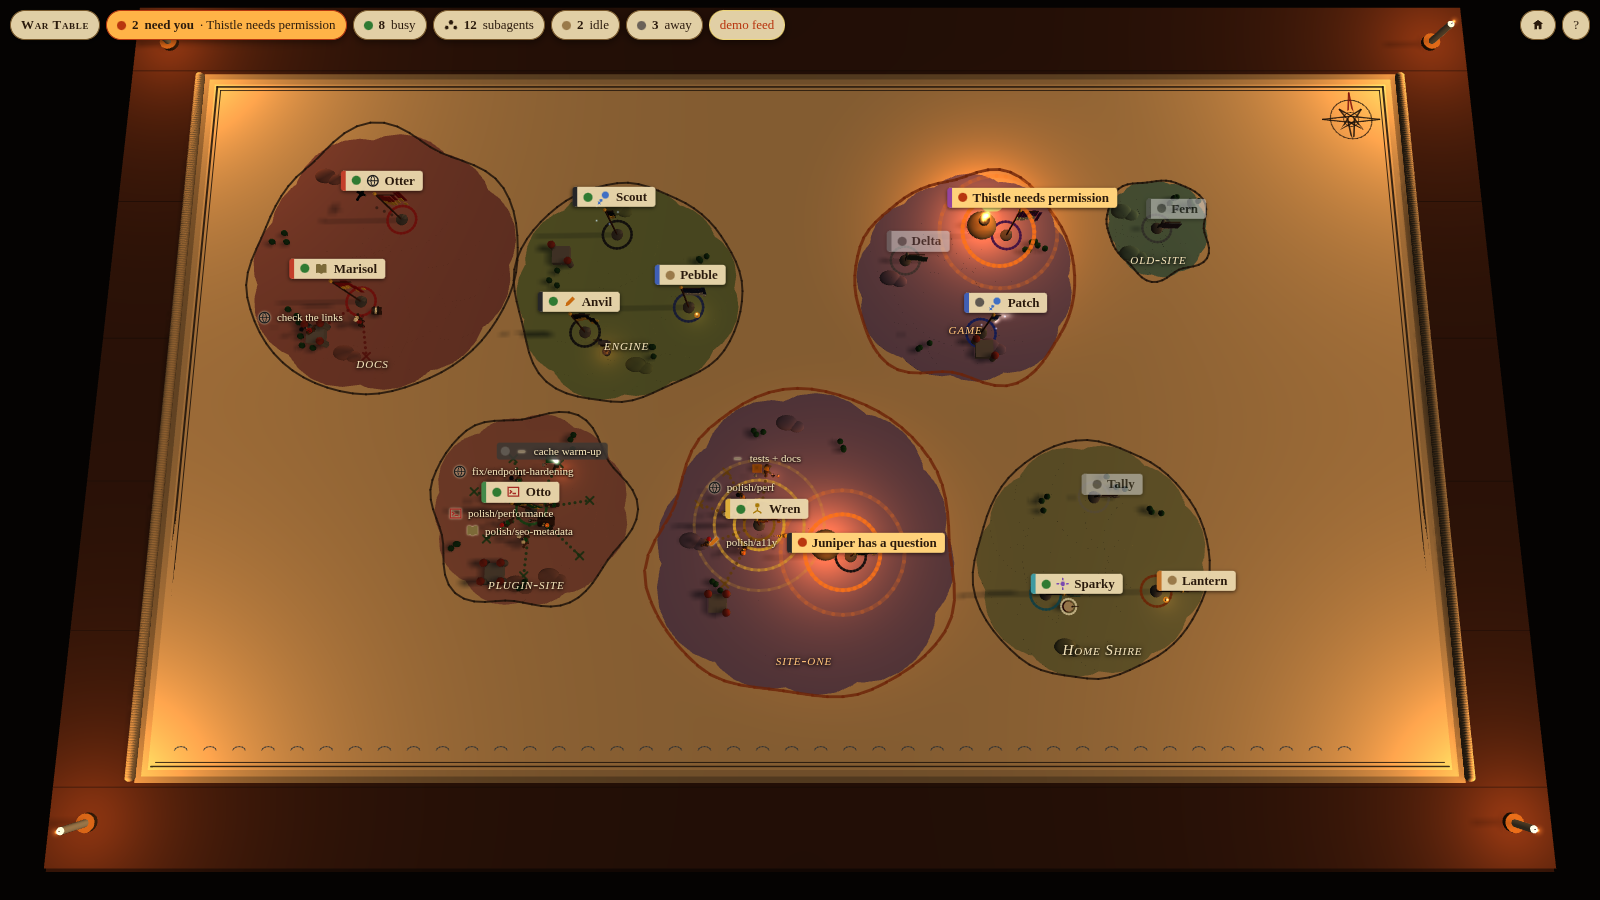 War Table
2 need you · Thistle needs permission
8 busy
12 subagents
2 idle
3 away
demo feed
?
Otter
Scout
Thistle needs permission
Fern
Delta
OLD-SITE
Marisol
Pebble
Anvil
Patch
check the links
GAME
ENGINE
DOCS
cache warm-up
tests + docs
fix/endpoint-hardening
polish/perf
Otto
Tally
Wren
polish/performance
polish/seo-metadata
polish/a11y
Juniper has a question
PLUGIN-SITE
Sparky
Lantern
Home Shire
SITE-ONE